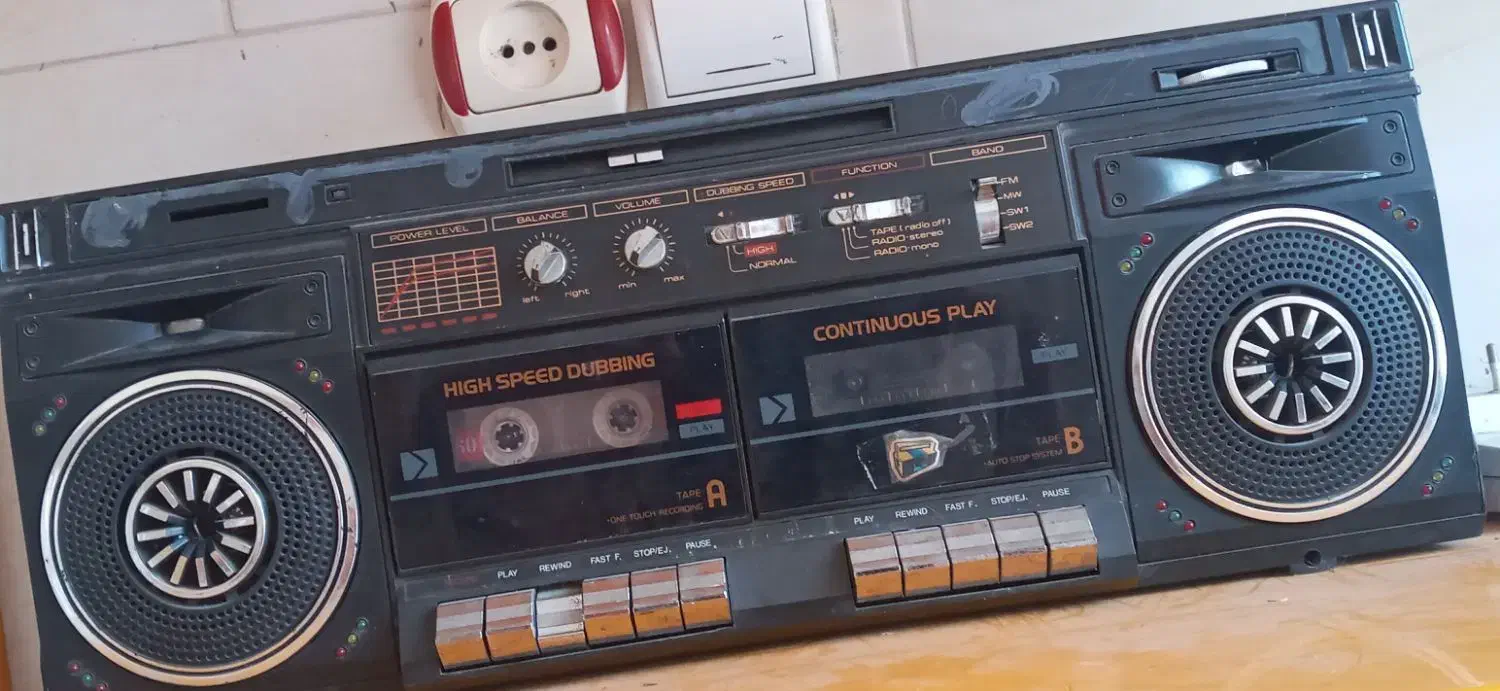 POWER LEVEL
BALANCE
left
right
VOLUME
min
max
DUBBING SPEED
HIGH
NORMAL
FUNCTION
TAPE (radio off)
RADIO-stereo
RADIO-mono
BAND
FM
MW
SW1
SW2
HIGH SPEED DUBBING
60
PLAY
TAPE A
•ONE TOUCH RECORDING
CONTINUOUS PLAY
PLAY
TAPE B
•AUTO STOP SYSTEM
PLAY REWIND FAST F. STOP/EJ. PAUSE
PLAY REWIND FAST F. STOP/EJ. PAUSE